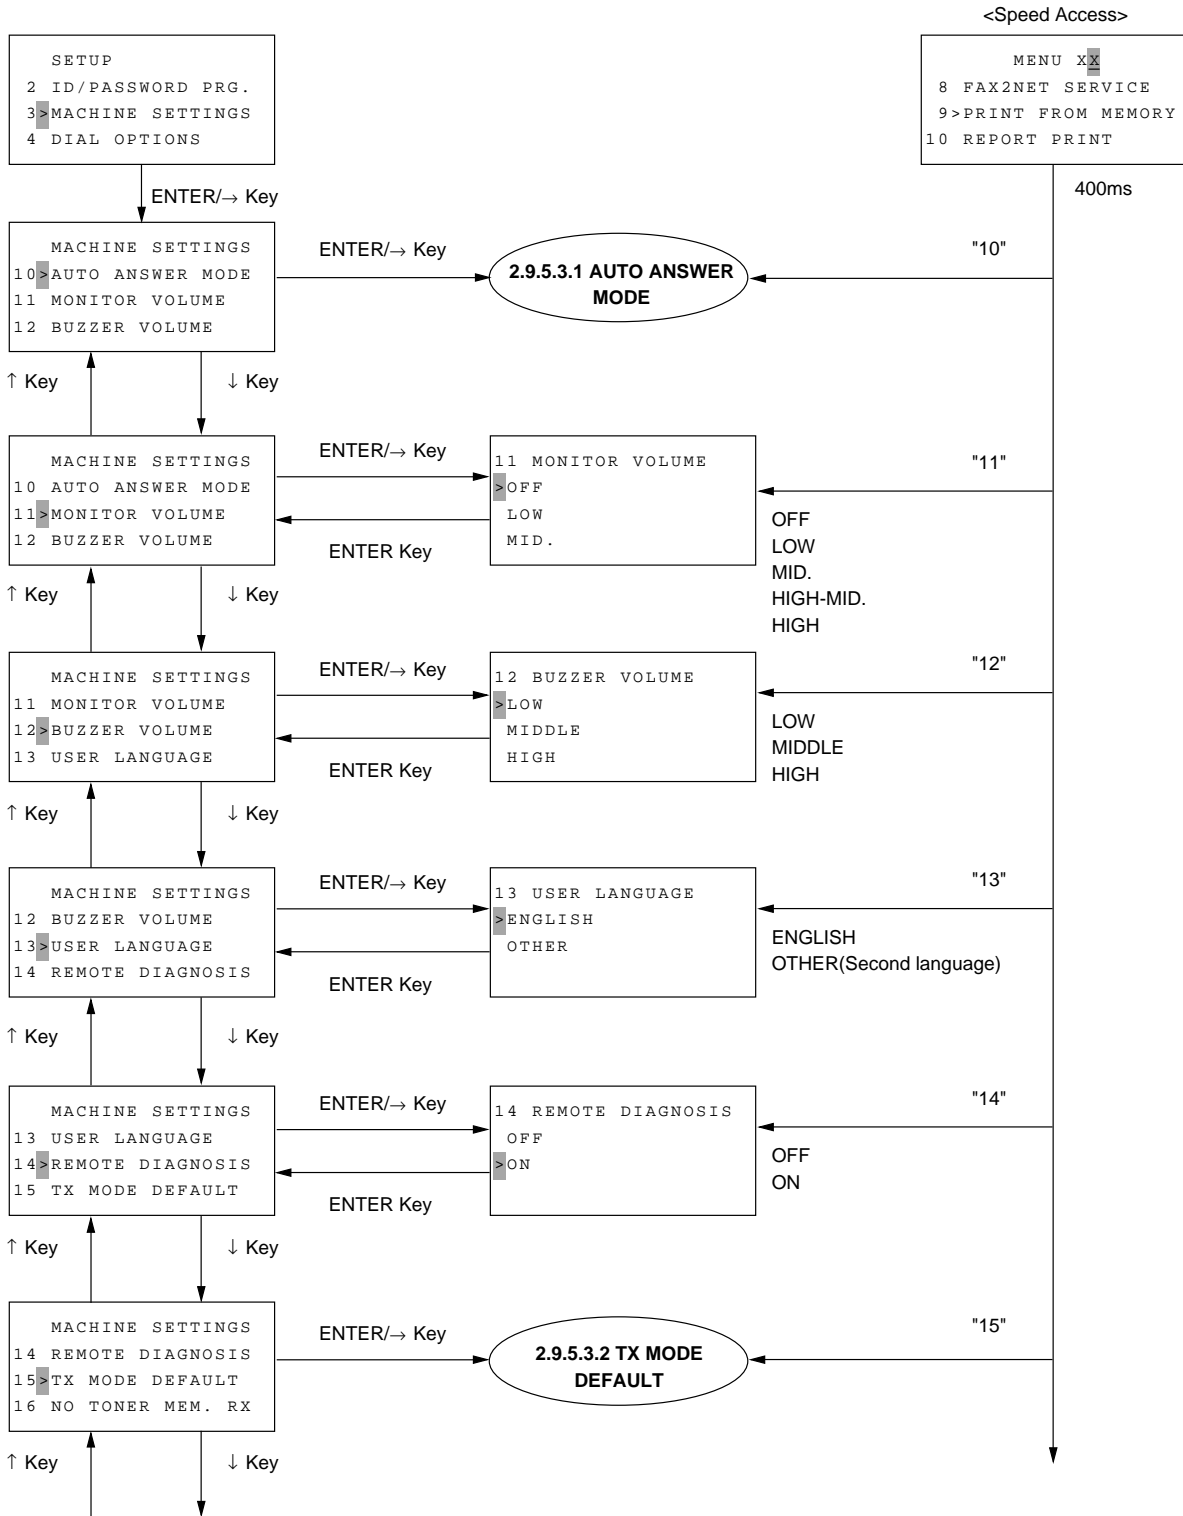 <Speed Access>
SETUP
2 ID/PASSWORD PRG.
3>MACHINE SETTINGS
4 DIAL OPTIONS
MENU XX
8 FAX2NET SERVICE
9>PRINT FROM MEMORY
10 REPORT PRINT
ENTER/→ Key
400ms
MACHINE SETTINGS
10>AUTO ANSWER MODE
11 MONITOR VOLUME
12 BUZZER VOLUME
ENTER/→ Key
2.9.5.3.1 AUTO ANSWER
MODE
"10"
↑ Key
↓ Key
MACHINE SETTINGS
10 AUTO ANSWER MODE
11>MONITOR VOLUME
12 BUZZER VOLUME
ENTER/→ Key
ENTER Key
11 MONITOR VOLUME
>OFF
LOW
MID.
"11"
OFF
LOW
MID.
HIGH-MID.
HIGH
↑ Key
↓ Key
MACHINE SETTINGS
11 MONITOR VOLUME
12>BUZZER VOLUME
13 USER LANGUAGE
ENTER/→ Key
ENTER Key
12 BUZZER VOLUME
>LOW
MIDDLE
HIGH
"12"
LOW
MIDDLE
HIGH
↑ Key
↓ Key
MACHINE SETTINGS
12 BUZZER VOLUME
13>USER LANGUAGE
14 REMOTE DIAGNOSIS
ENTER/→ Key
ENTER Key
13 USER LANGUAGE
>ENGLISH
OTHER
"13"
ENGLISH
OTHER(Second language)
↑ Key
↓ Key
MACHINE SETTINGS
13 USER LANGUAGE
14>REMOTE DIAGNOSIS
15 TX MODE DEFAULT
ENTER/→ Key
ENTER Key
14 REMOTE DIAGNOSIS
OFF
>ON
"14"
OFF
ON
↑ Key
↓ Key
MACHINE SETTINGS
14 REMOTE DIAGNOSIS
15>TX MODE DEFAULT
16 NO TONER MEM. RX
ENTER/→ Key
2.9.5.3.2 TX MODE
DEFAULT
"15"
↑ Key
↓ Key